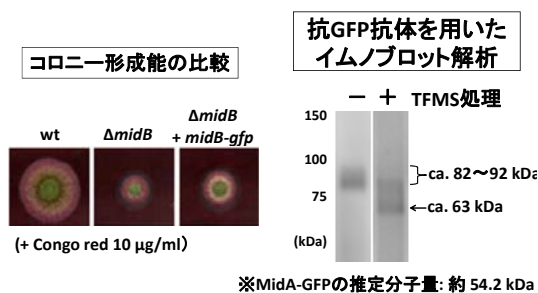 コロニー形成能の比較
wt
ΔmidB
ΔmidB
+ midB-gfp
(+ Congo red 10 μg/ml)
抗GFP抗体を用いた
イムノブロット解析
− + TFMS処理
150
100
75
(kDa)
ca. 82〜92 kDa
←ca. 63 kDa
※MidA-GFPの推定分子量: 約 54.2 kDa